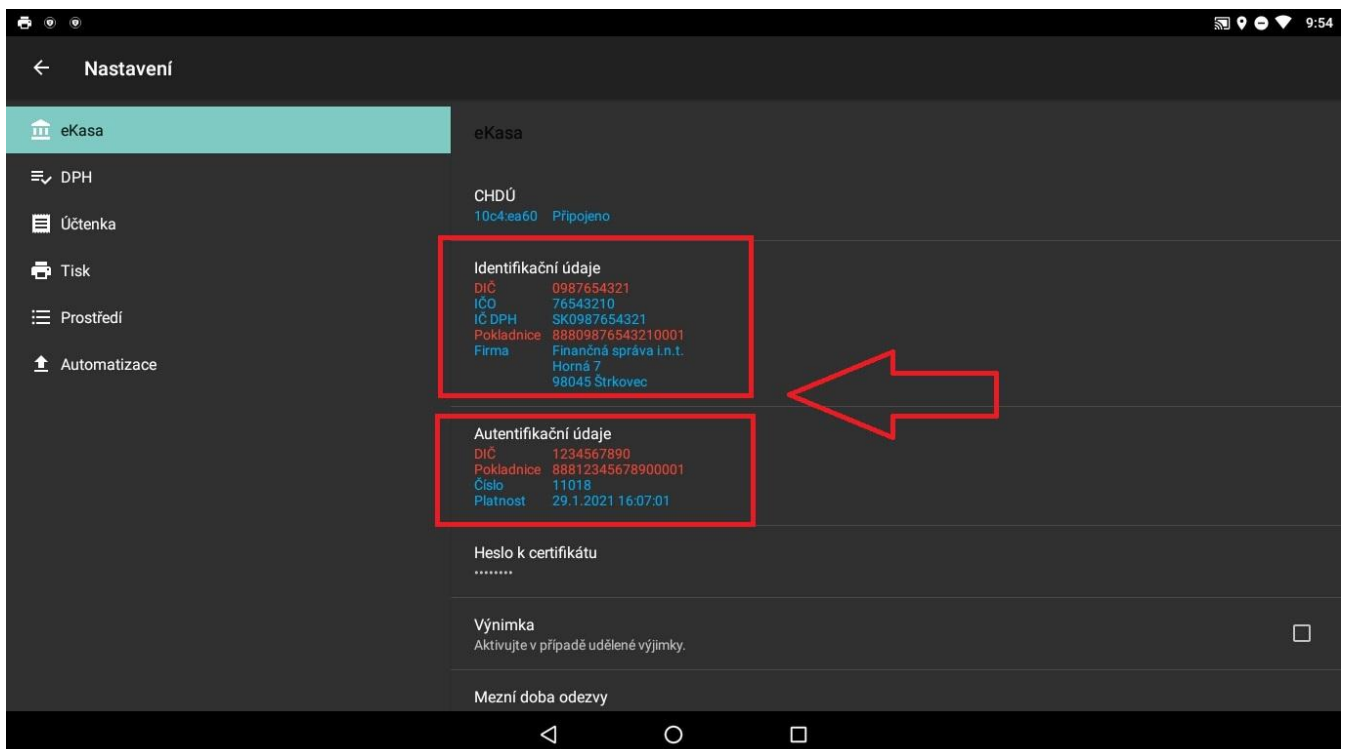 9:54
Nastavení
eKasa
DPH
Účtenka
Tisk
Prostředí
Automatizace
eKasa
CHDÚ
10c4:ea60 Připojeno
Identifikační údaje
DIČ 0987654321
IČO 76543210
IČ DPH SK0987654321
Pokladnice 88809876543210001
Firma Finančná správa i.n.t.
Horná 7
98045 Štrkovec
Autentifikační údaje
DIČ 1234567890
Pokladnice 88812345678900001
Číslo 11018
Platnost 29.1.2021 16:07:01
Heslo k certifikátu
••••••••
Výnimka
Aktivujte v případě udělené výjimky.
Mezní doba odezvy